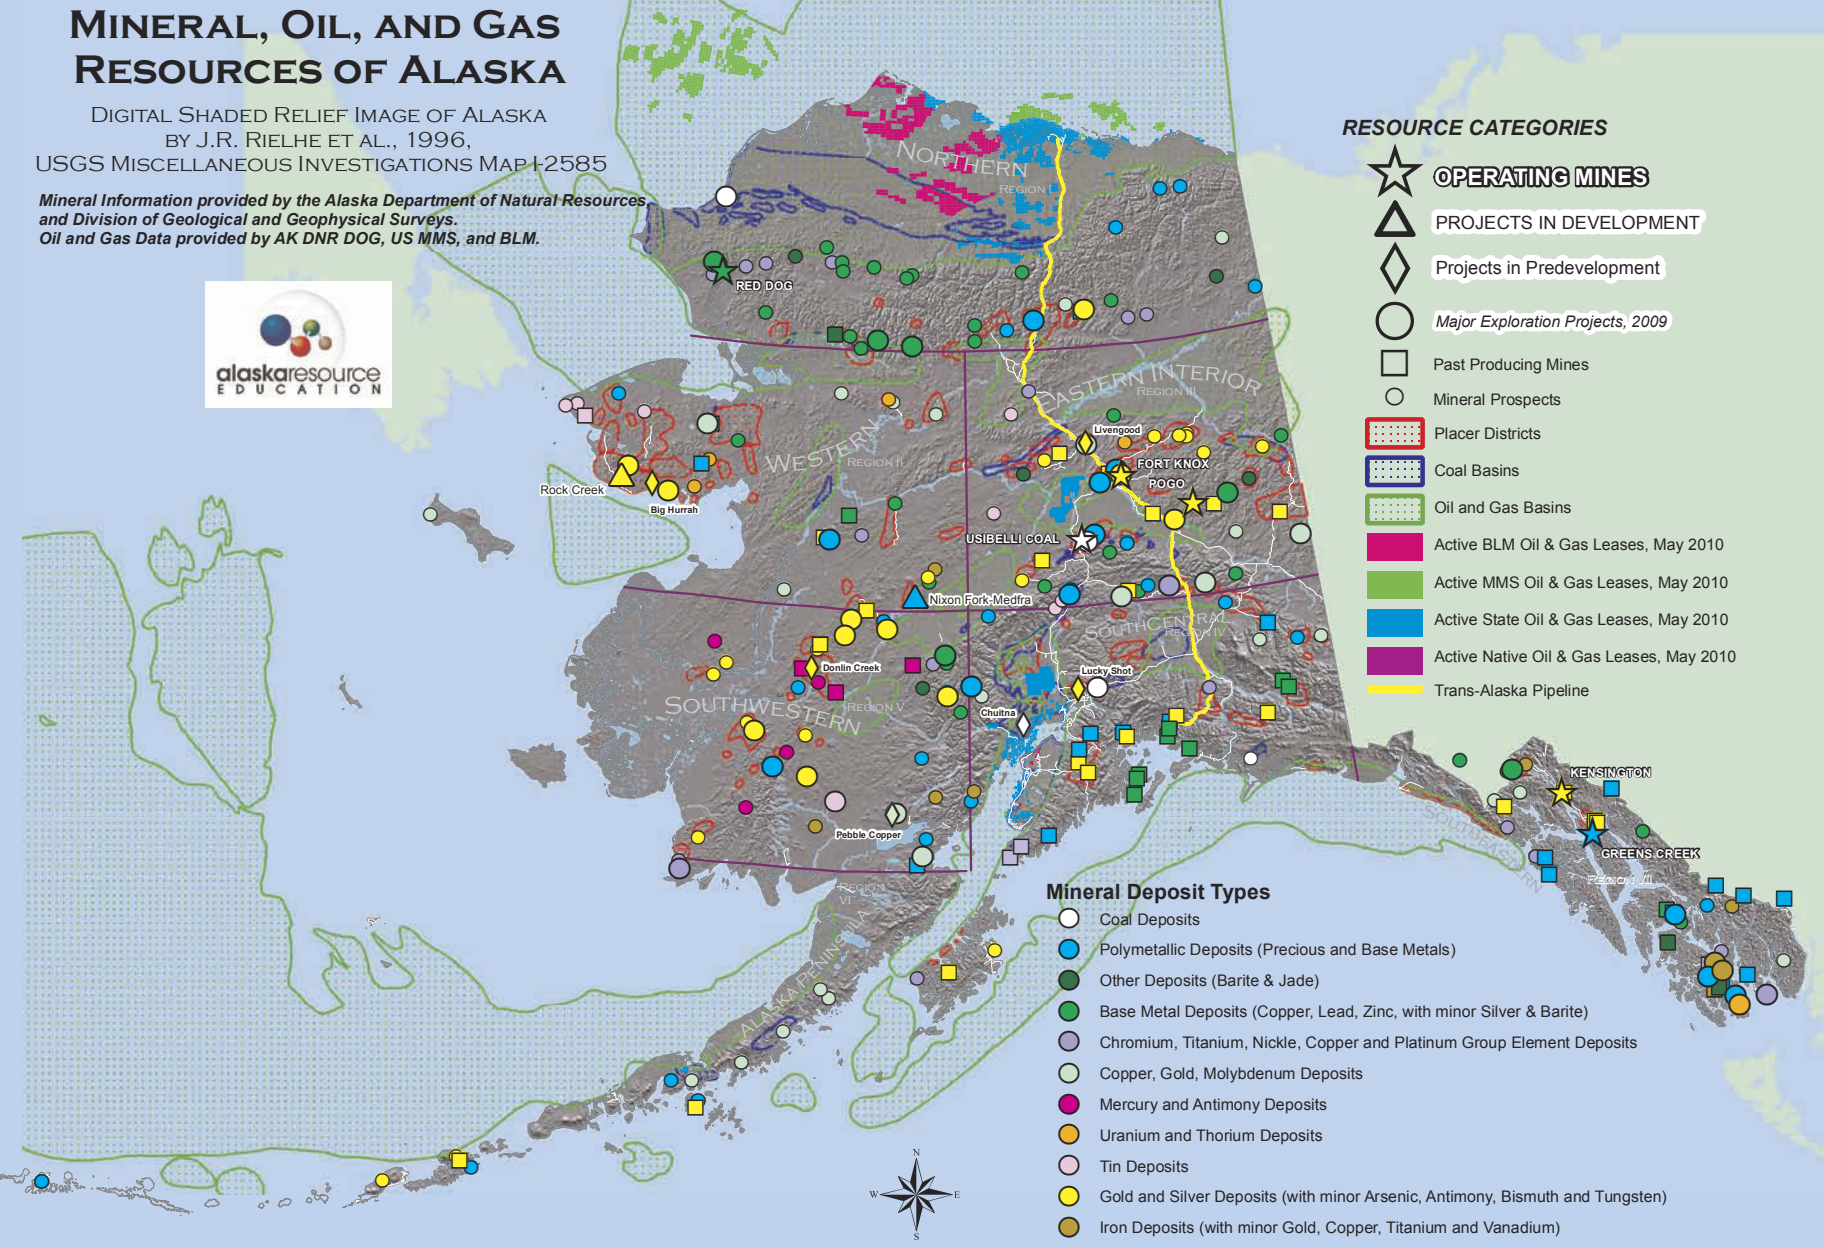 MINERAL, OIL, AND GAS
RESOURCES OF ALASKA
DIGITAL SHADED RELIEF IMAGE OF ALASKA
BY J.R. RIELHE ET AL., 1996,
USGS MISCELLANEOUS INVESTIGATIONS MAP I-2585
Mineral Information provided by the Alaska Department of Natural Resources,
and Division of Geological and Geophysical Surveys.
Oil and Gas Data provided by AK DNR DOG, US MMS, and BLM.
alaskaresource
EDUCATION
NORTHERN
REGION I
RED DOG
EASTERN INTERIOR
REGION III
WESTERN
REGION II
Livengood
FORT KNOX
POGO
Rock Creek
Big Hurrah
USIBELLI COAL
Nixon Fork-Medfra
SOUTHCENTRAL
REGION IV
Donlin Creek
Lucky Shot
SOUTHWESTERN
REGION V
Chuitna
Pebble Copper
KENSINGTON
SOUTHEASTERN
GREENS CREEK
REGION VII
REGION
VI
ALASKA PENINSULA
RESOURCE CATEGORIES
OPERATING MINES
PROJECTS IN DEVELOPMENT
Projects in Predevelopment
Major Exploration Projects, 2009
Past Producing Mines
Mineral Prospects
Placer Districts
Coal Basins
Oil and Gas Basins
Active BLM Oil & Gas Leases, May 2010
Active MMS Oil & Gas Leases, May 2010
Active State Oil & Gas Leases, May 2010
Active Native Oil & Gas Leases, May 2010
Trans-Alaska Pipeline
Mineral Deposit Types
Coal Deposits
Polymetallic Deposits (Precious and Base Metals)
Other Deposits (Barite & Jade)
Base Metal Deposits (Copper, Lead, Zinc, with minor Silver & Barite)
Chromium, Titanium, Nickle, Copper and Platinum Group Element Deposits
Copper, Gold, Molybdenum Deposits
Mercury and Antimony Deposits
Uranium and Thorium Deposits
Tin Deposits
Gold and Silver Deposits (with minor Arsenic, Antimony, Bismuth and Tungsten)
Iron Deposits (with minor Gold, Copper, Titanium and Vanadium)
N
W
E
S